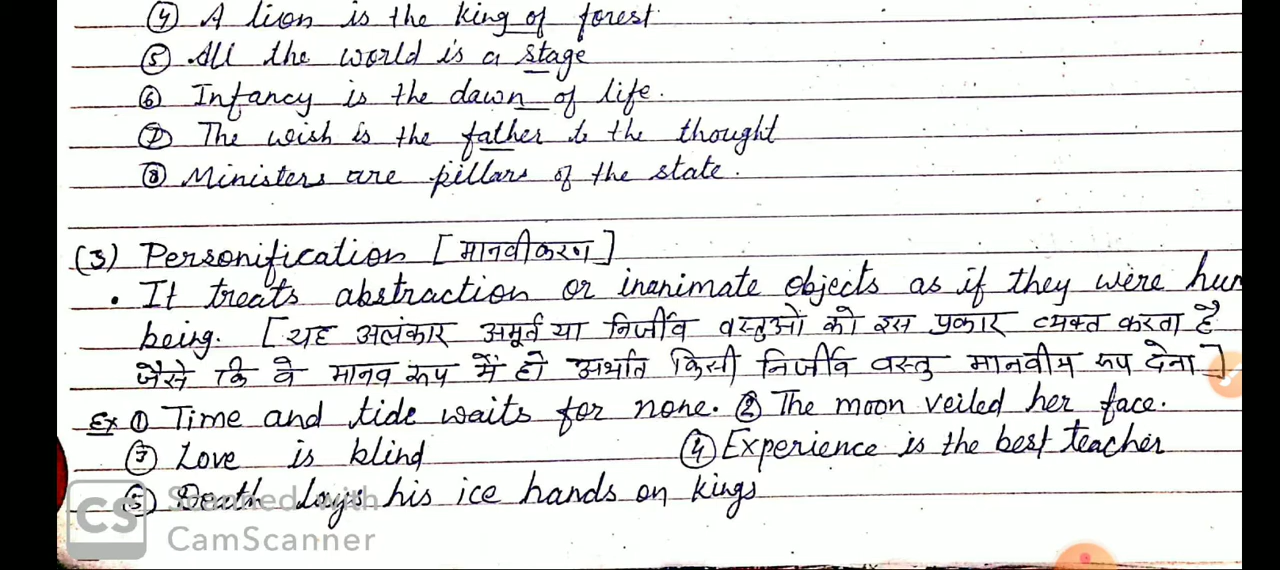 ④ A lion is the king of forest
⑤ All the world is a stage
⑥ Infancy is the dawn of life.
⑦ The wish is the father to the thought
⑧ Ministers are pillars of the state.
(3) Personification [मानवीकरण]
• It treats abstraction or inanimate objects as if they were hum
being. [यह अलंकार अमूर्त या निर्जीव वस्तुओं को इस प्रकार व्यक्त करता है
जैसे कि वे मानव रूप में हो अर्थात किसी निर्जीव वस्तु मानवीय रूप देना]
Ex ① Time and tide waits for none. ② The moon veiled her face.
③ Love is blind ④ Experience is the best teacher
⑤ Death lays his ice hands on kings
CS Scanned with
CamScanner